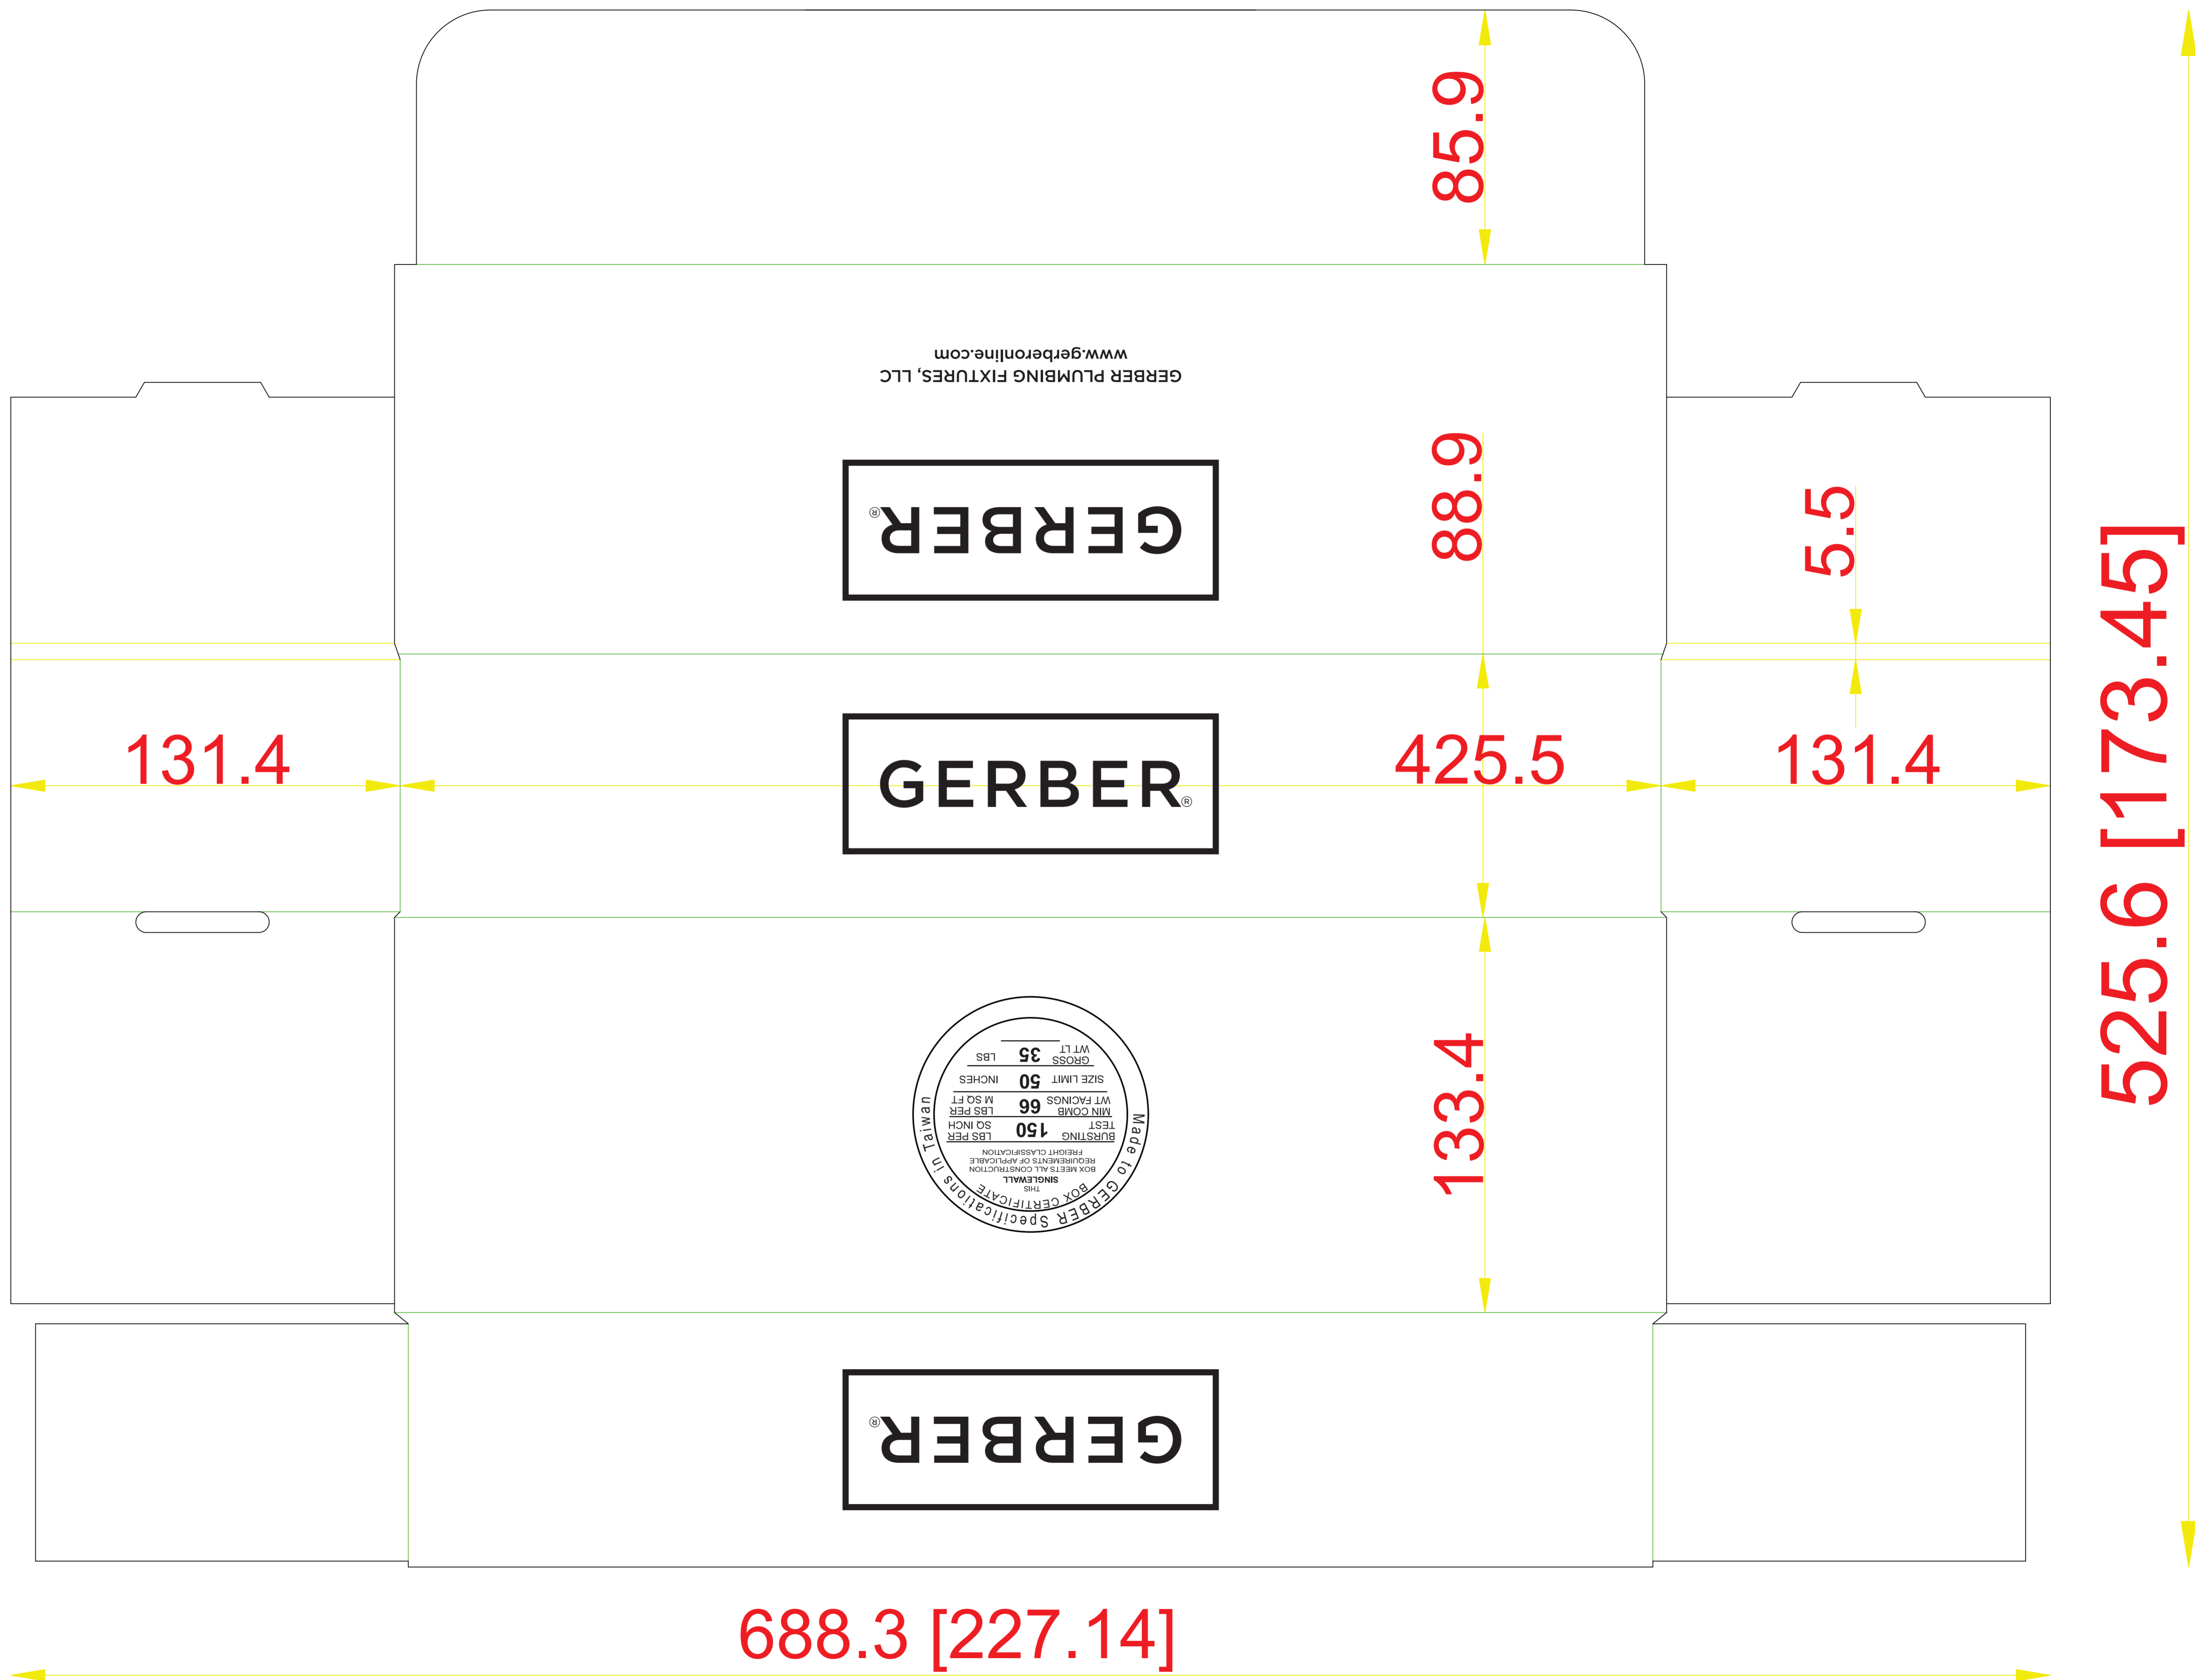 85.9
www.gerberonline.com
GERBER PLUMBING FIXTURES, LLC
88.9
GERBER®
5.5
525.6 [173.45]
131.4
GERBER®
425.5
131.4
133.4
Made to GERBER Specifications in Taiwan
BOX CERTIFICATE
THIS
SINGLEWALL
BOX MEETS ALL CONSTRUCTION
REQUIREMENTS OF APPLICABLE
FREIGHT CLASSIFICATION
BURSTING TEST 150 LBS PER SQ INCH
MIN COMB WT FACINGS 66 LBS PER M SQ FT
SIZE LIMIT 50 INCHES
GROSS WT LT 35 LBS
GERBER®
688.3 [227.14]